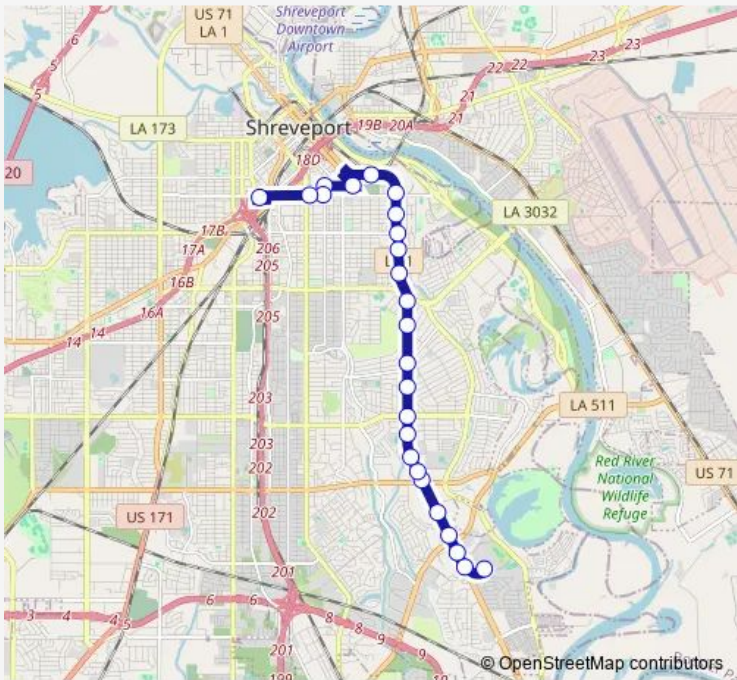 US 71
LA 1
Shreveport
Downtown
Airport
6
5
5
LA 173
Shreveport
19B
20A
21
21
22
22
23
23
18D
20
LA 3032
17B
17A
206
205
16B
16A
14
14
205
203
203
202
202
LA 511
Red River
National
Wildlife
Refuge
US 71
US 171
201
3
4
4
5
6
6
8
8
9
9
201
199
© OpenStreetMap contributors